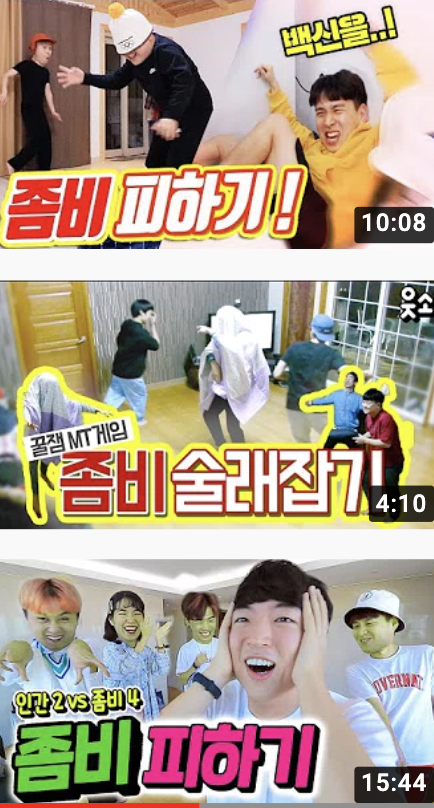 백신을..!
좀비 피하기!
10:08
웃소
꿀잼 MT게임
좀비 술래잡기
4:10
인간 2 vs 좀비 4
좀비 피하기
15:44